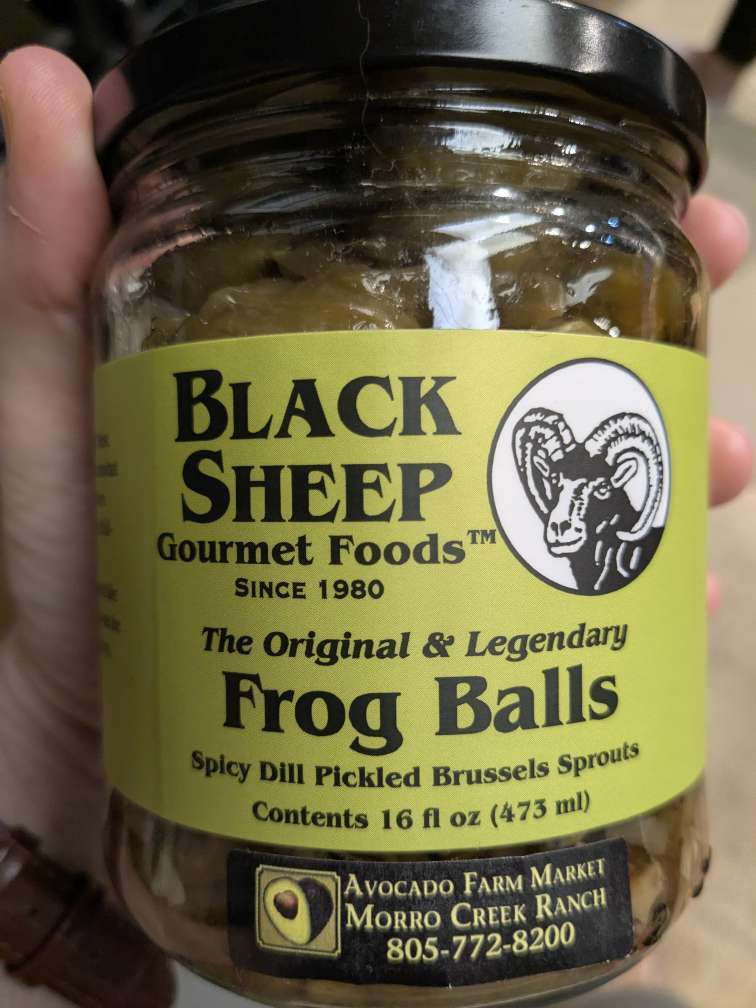 BLACK
SHEEP
Gourmet Foods™
SINCE 1980
The Original & Legendary
Frog Balls
Spicy Dill Pickled Brussels Sprouts
Contents 16 fl oz (473 ml)
AVOCADO FARM MARKET
MORRO CREEK RANCH
805-772-8200